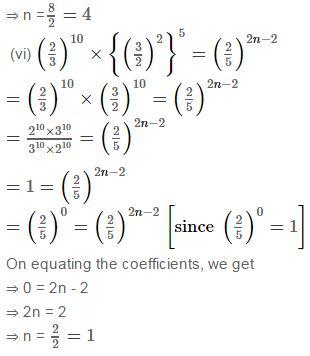 ⇒ n = 8/2 = 4
(vi) (2/3)^10 × {(3/2)^2}^5 = (2/5)^(2n−2)
= (2/3)^10 × (3/2)^10 = (2/5)^(2n−2)
= (2^10×3^10)/(3^10×2^10) = (2/5)^(2n−2)
= 1 = (2/5)^(2n−2)
= (2/5)^0 = (2/5)^(2n−2) [since (2/5)^0 = 1]
On equating the coefficients, we get
⇒ 0 = 2n - 2
⇒ 2n = 2
⇒ n = 2/2 = 1